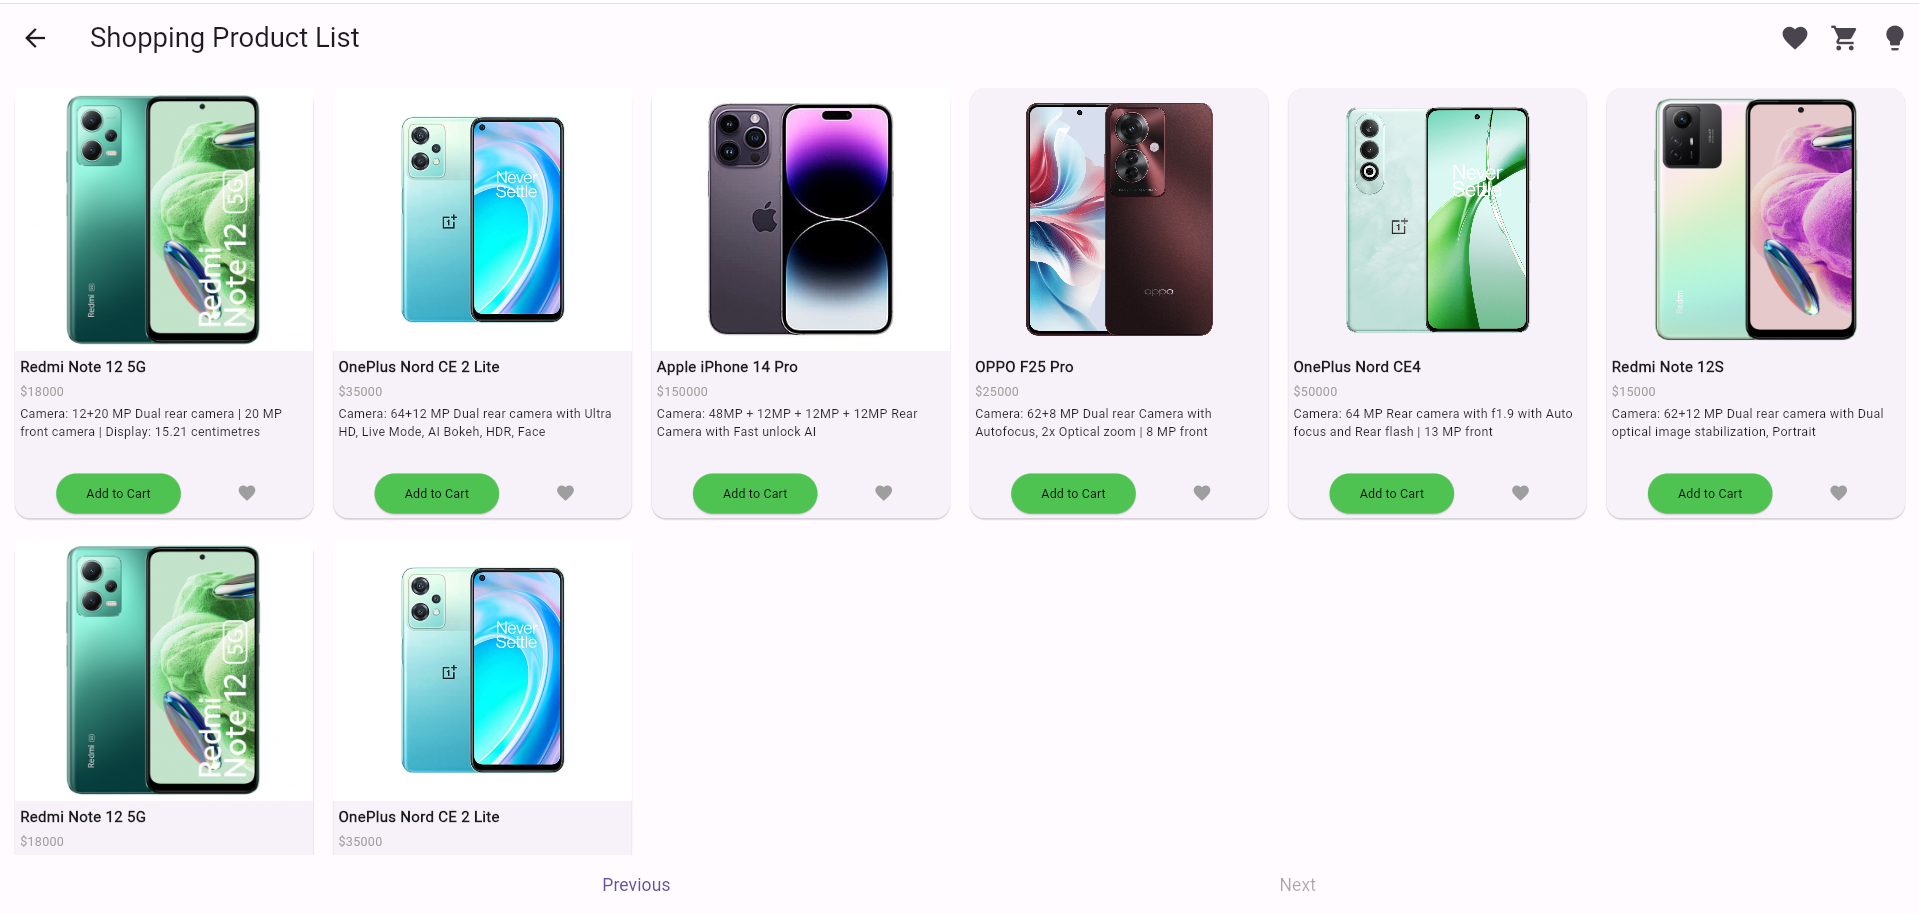 Shopping Product List
Redmi
Note 12 5G
Redmi
Never
Settle
oppo
Never
Settle
Redmi
Redmi Note 12 5G
$18000
Camera: 12+20 MP Dual rear camera | 20 MP
front camera | Display: 15.21 centimetres
Add to Cart
OnePlus Nord CE 2 Lite
$35000
Camera: 64+12 MP Dual rear camera with Ultra
HD, Live Mode, AI Bokeh, HDR, Face
Add to Cart
Apple iPhone 14 Pro
$150000
Camera: 48MP + 12MP + 12MP + 12MP Rear
Camera with Fast unlock AI
Add to Cart
OPPO F25 Pro
$25000
Camera: 62+8 MP Dual rear Camera with
Autofocus, 2x Optical zoom | 8 MP front
Add to Cart
OnePlus Nord CE4
$50000
Camera: 64 MP Rear camera with f1.9 with Auto
focus and Rear flash | 13 MP front
Add to Cart
Redmi Note 12S
$15000
Camera: 62+12 MP Dual rear camera with Dual
optical image stabilization, Portrait
Add to Cart
Redmi
Note 12 5G
Redmi
Never
Settle
Redmi Note 12 5G
$18000
OnePlus Nord CE 2 Lite
$35000
Previous
Next